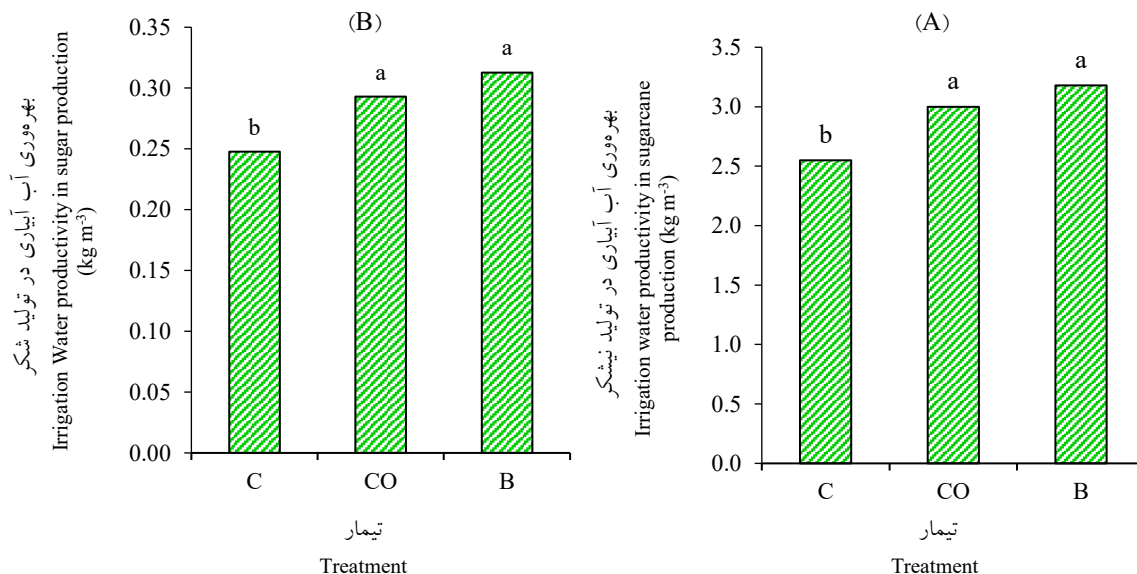 (B)
بهره‌وری آب آبیاری در تولید شکر
Irrigation Water productivity in sugar production
(kg m-3)
0.35
0.30
0.25
0.20
0.15
0.10
0.05
0.00
b
a
a
C
CO
B
تیمار
Treatment
(A)
بهره‌وری آب آبیاری در تولید نیشکر
Irrigation water productivity in sugarcane
production (kg m-3)
3.5
3.0
2.5
2.0
1.5
1.0
0.5
0.0
b
a
a
C
CO
B
تیمار
Treatment